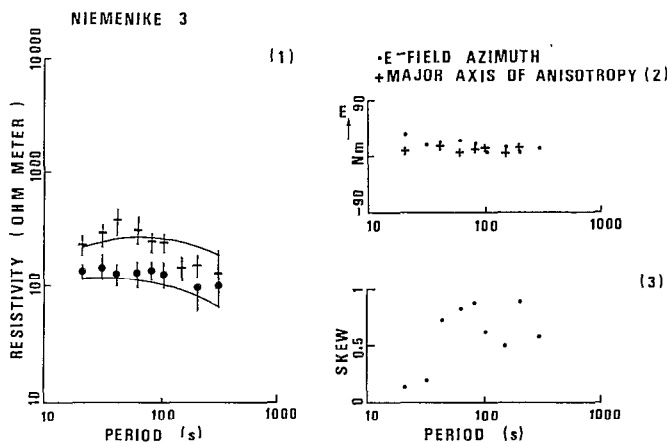 NIEMENIKE 3
(1)
RESISTIVITY (OHM METER)
10000
1000
100
10
10
100
1000
PERIOD (s)
•E-FIELD AZIMUTH
+MAJOR AXIS OF ANISOTROPY (2)
E
90
Nm
-90
10
100
1000
(3)
SKEW
1
0.5
0
10
100
1000
PERIOD (s)